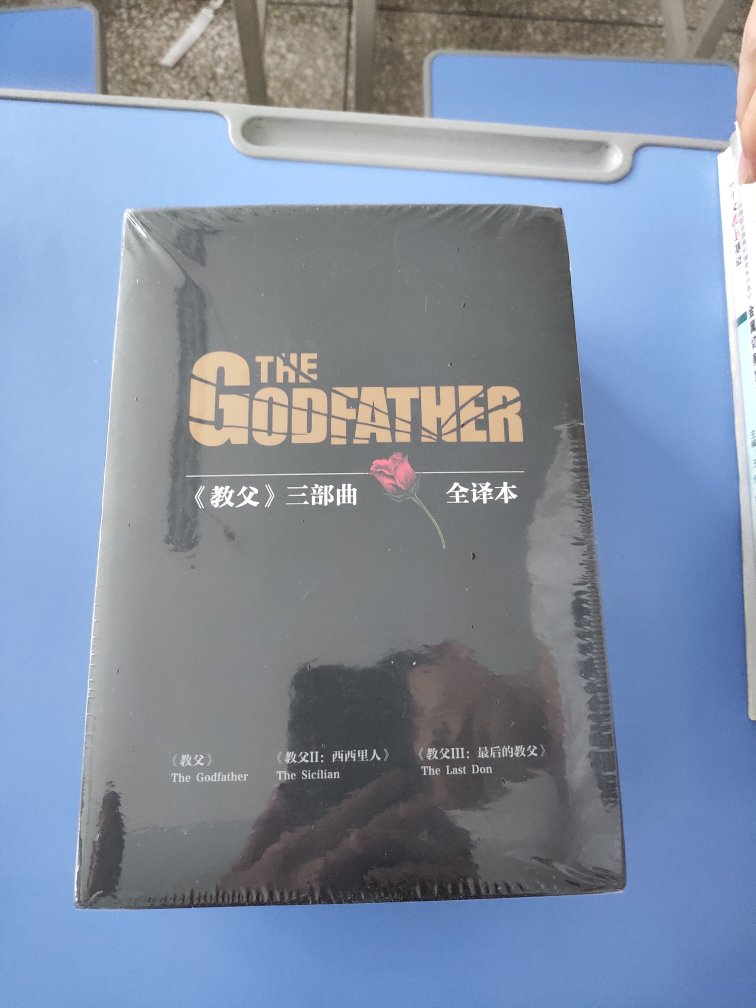 THE
GODFATHER
《教父》三部曲 全译本
《教父》 《教父II：西西里人》 《教父III：最后的教父》
The Godfather The Sicilian The Last Don